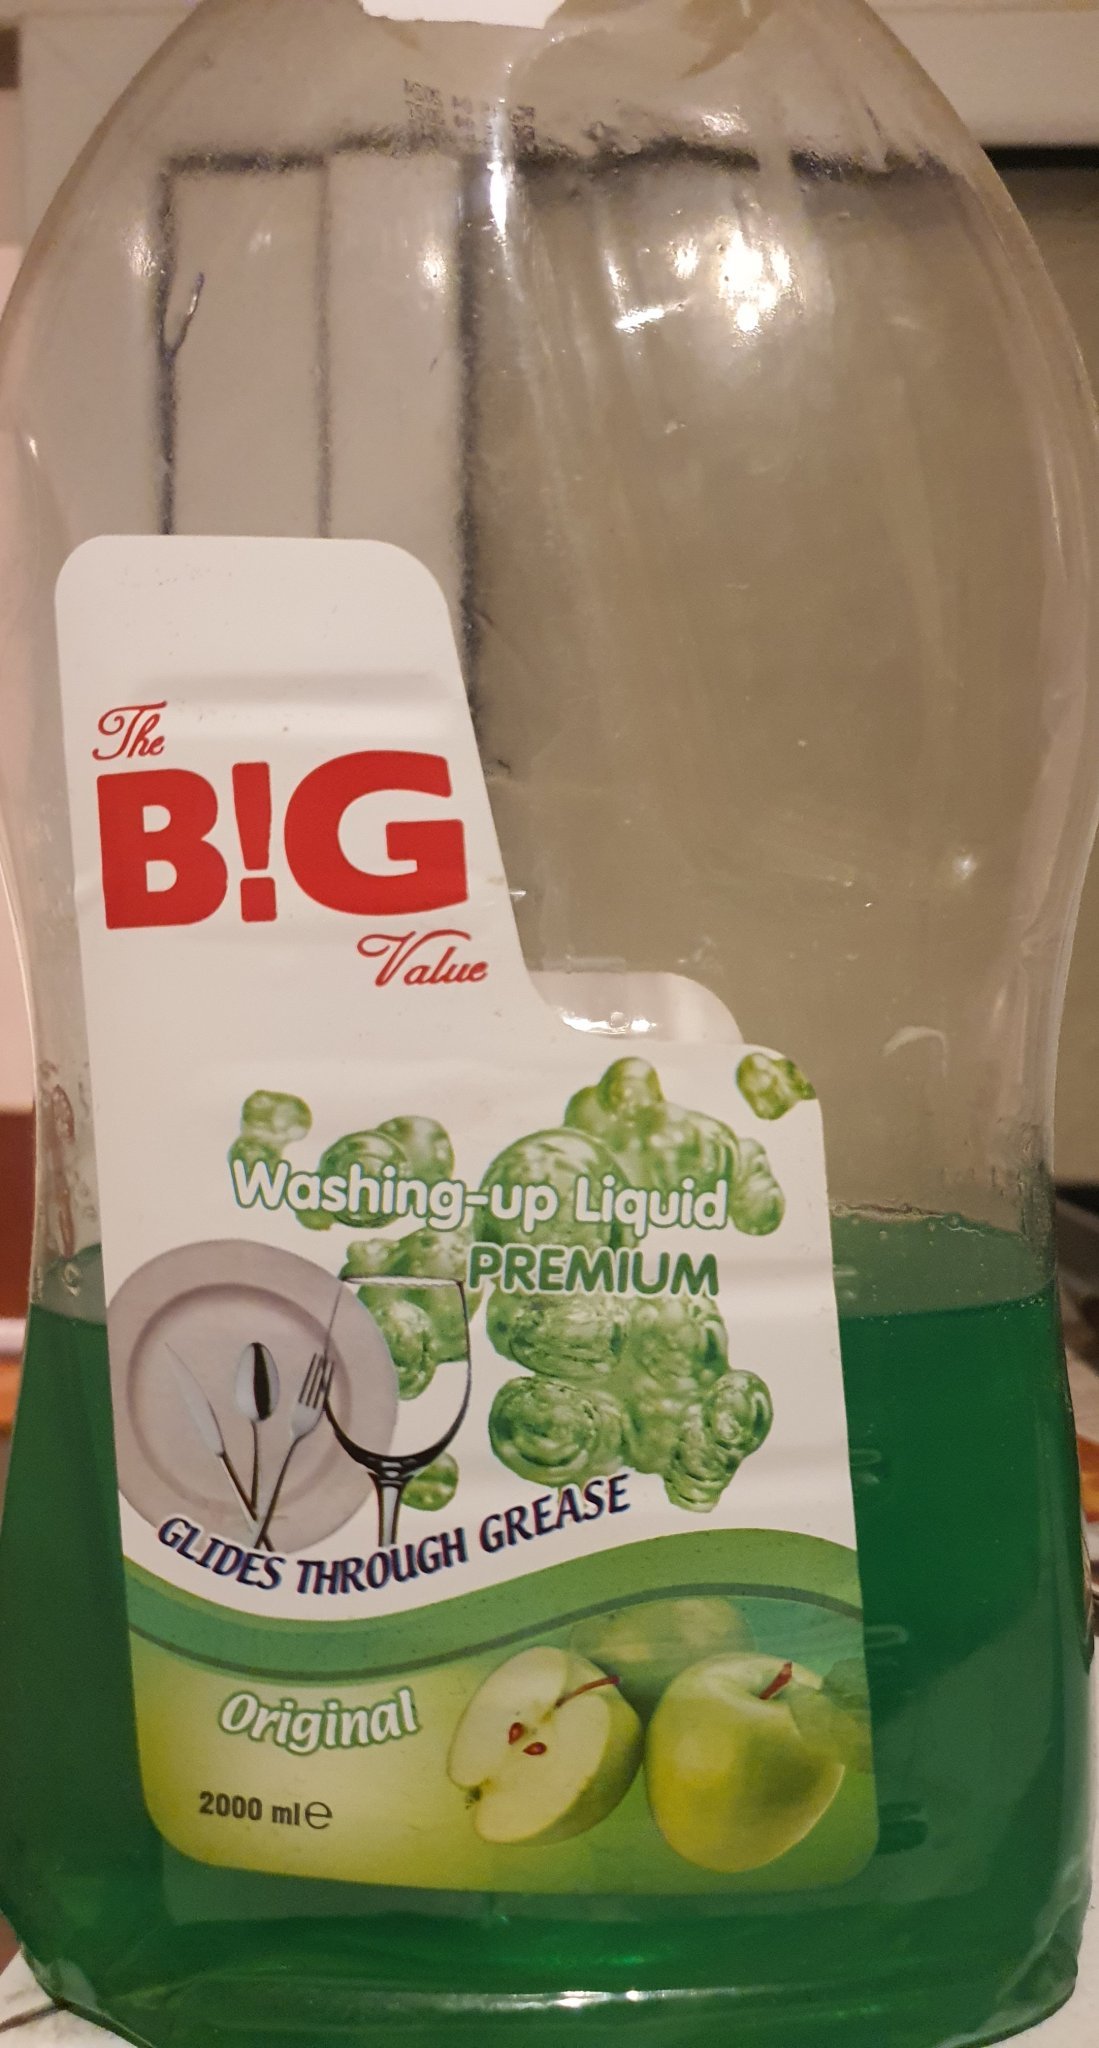 The
B!G
Value
Washing-up Liquid
PREMIUM
GLIDES THROUGH GREASE
Original
2000 ml e